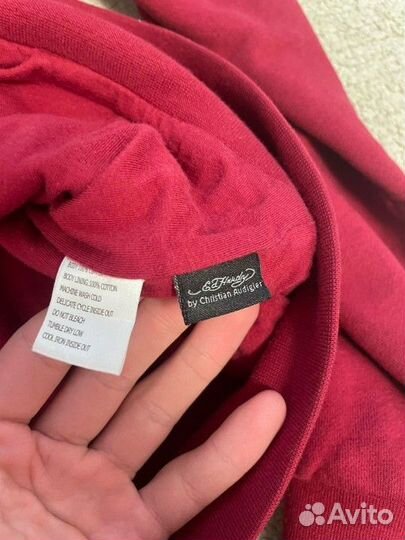 BODY LINING 100% COTTON
MACHINE WASH COLD
DELICATE CYCLE INSIDE OUT
DO NOT BLEACH
TUMBLE DRY LOW
COOL IRON INSIDE OUT
Ed Hardy
by Christian Audigier
Avito